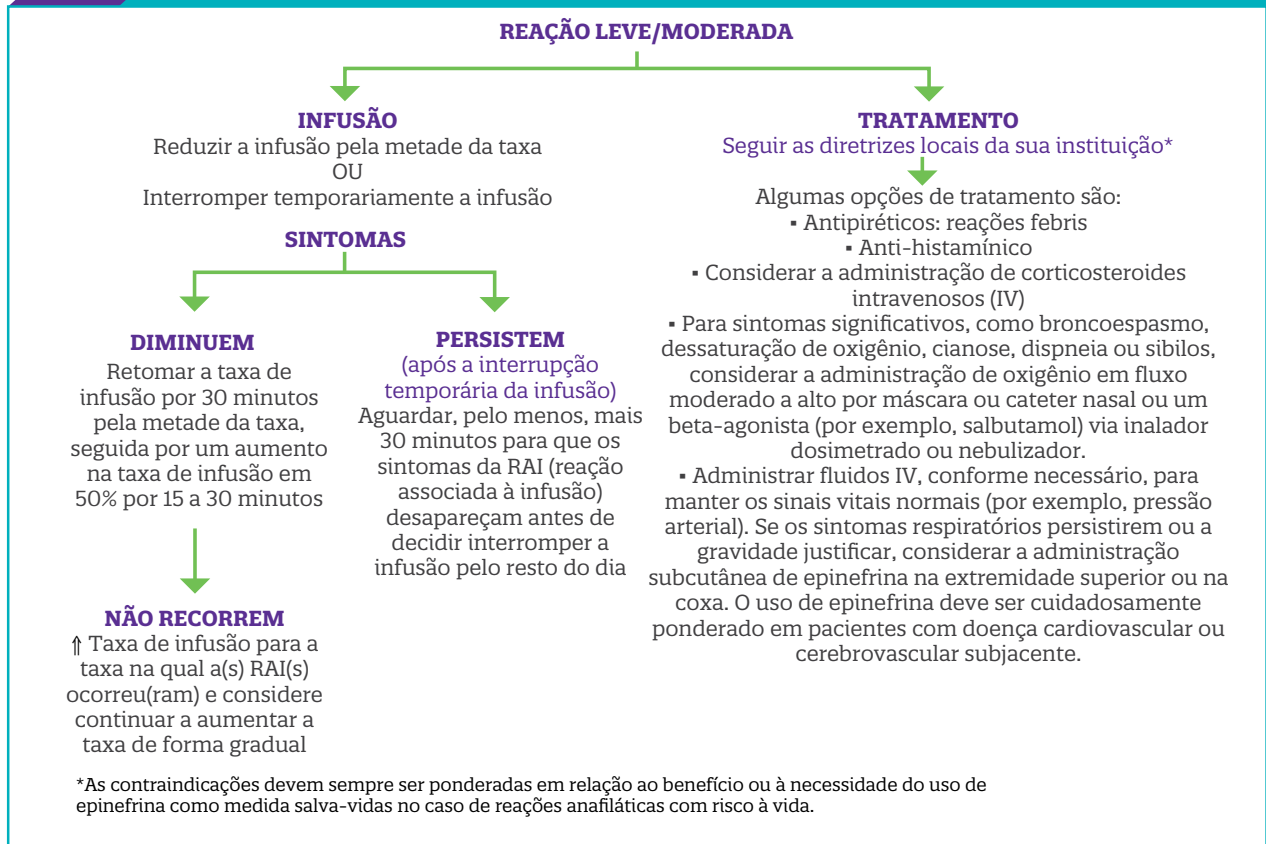 REAÇÃO LEVE/MODERADA
INFUSÃO
Reduzir a infusão pela metade da taxa
OU
Interromper temporariamente a infusão
SINTOMAS
DIMINUEM
Retomar a taxa de
infusão por 30 minutos
pela metade da taxa,
seguida por um aumento
na taxa de infusão em
50% por 15 a 30 minutos
NÃO RECORREM
⇑ Taxa de infusão para a
taxa na qual a(s) RAI(s)
ocorreu(ram) e considere
continuar a aumentar a
taxa de forma gradual
PERSISTEM
(após a interrupção
temporária da infusão)
Aguardar, pelo menos, mais
30 minutos para que os
sintomas da RAI (reação
associada à infusão)
desapareçam antes de
decidir interromper a
infusão pelo resto do dia
TRATAMENTO
Seguir as diretrizes locais da sua instituição*
Algumas opções de tratamento são:
▪ Antipiréticos: reações febris
▪ Anti-histamínico
▪ Considerar a administração de corticosteroides
intravenosos (IV)
▪ Para sintomas significativos, como broncoespasmo,
dessaturação de oxigênio, cianose, dispneia ou sibilos,
considerar a administração de oxigênio em fluxo
moderado a alto por máscara ou cateter nasal ou um
beta-agonista (por exemplo, salbutamol) via inalador
dosimetrado ou nebulizador.
▪ Administrar fluidos IV, conforme necessário, para
manter os sinais vitais normais (por exemplo, pressão
arterial). Se os sintomas respiratórios persistirem ou a
gravidade justificar, considerar a administração
subcutânea de epinefrina na extremidade superior ou na
coxa. O uso de epinefrina deve ser cuidadosamente
ponderado em pacientes com doença cardiovascular ou
cerebrovascular subjacente.
*As contraindicações devem sempre ser ponderadas em relação ao benefício ou à necessidade do uso de
epinefrina como medida salva-vidas no caso de reações anafiláticas com risco à vida.